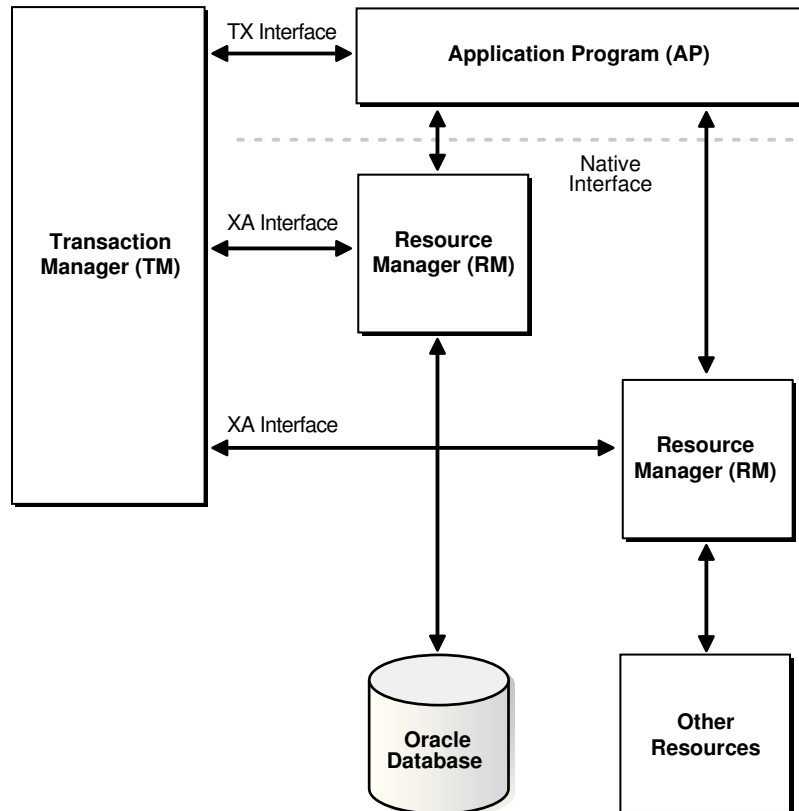 TX Interface
Application Program (AP)
Native
Interface
XA Interface
Transaction
Manager (TM)
Resource
Manager (RM)
XA Interface
Resource
Manager (RM)
Oracle
Database
Other
Resources